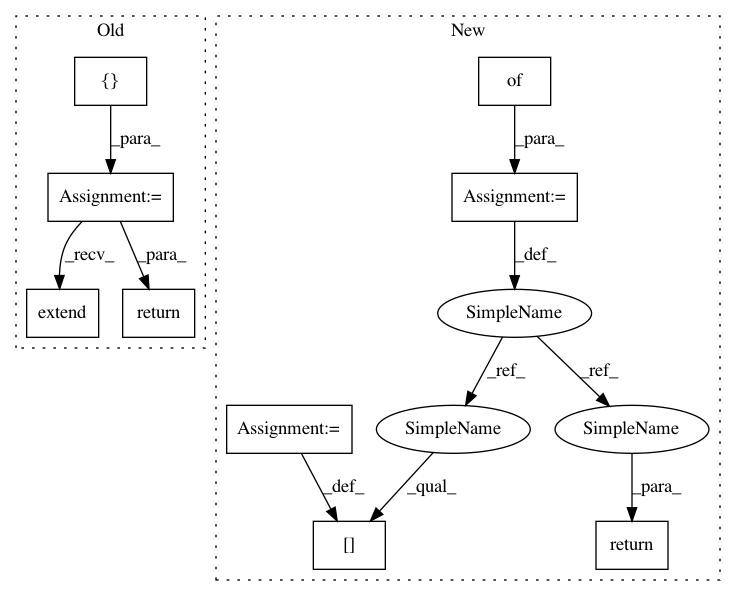 Old
New
{}
of
_para_
_para_
Assignment:=
Assignment:=
_recv_
_para_
_def_
extend
return
SimpleName
_ref_
_ref_
Assignment:=
SimpleName
SimpleName
_def_
_qual_
_para_
[]
return